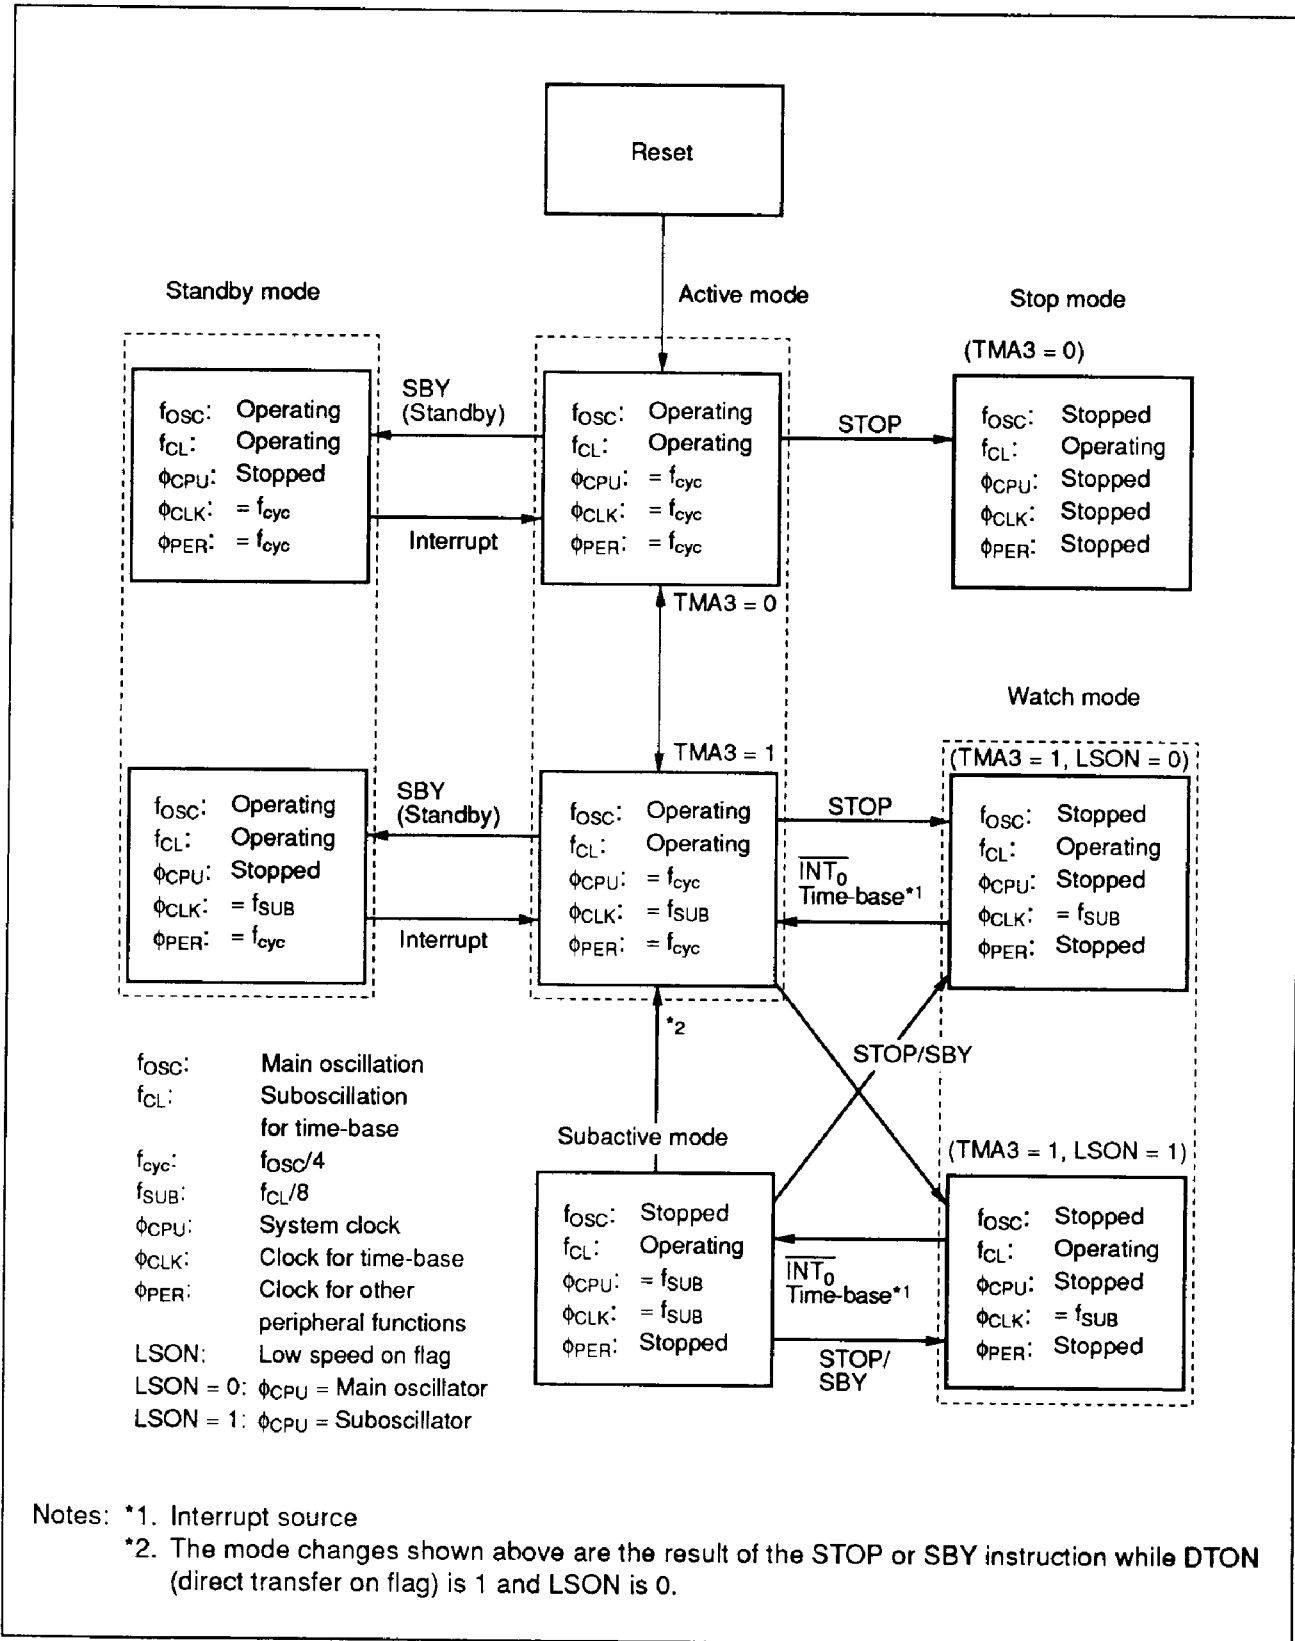 Reset
Standby mode
Active mode
Stop mode
(TMA3 = 0)
fOSC: Operating
fCL: Operating
ϕCPU: Stopped
ϕCLK: = fcyc
ϕPER: = fcyc
SBY
(Standby)
Interrupt
fOSC: Operating
fCL: Operating
ϕCPU: = fcyc
ϕCLK: = fcyc
ϕPER: = fcyc
STOP
fOSC: Stopped
fCL: Operating
ϕCPU: Stopped
ϕCLK: Stopped
ϕPER: Stopped
TMA3 = 0
Watch mode
TMA3 = 1
(TMA3 = 1, LSON = 0)
fOSC: Operating
fCL: Operating
ϕCPU: Stopped
ϕCLK: = fSUB
ϕPER: = fcyc
SBY
(Standby)
Interrupt
fOSC: Operating
fCL: Operating
ϕCPU: = fcyc
ϕCLK: = fSUB
ϕPER: = fcyc
STOP
I̅N̅T̅0̅
Time-base*1
fOSC: Stopped
fCL: Operating
ϕCPU: Stopped
ϕCLK: = fSUB
ϕPER: Stopped
*2
STOP/SBY
fOSC: Main oscillation
fCL: Suboscillation
for time-base
fcyc: fOSC/4
fSUB: fCL/8
ϕCPU: System clock
ϕCLK: Clock for time-base
ϕPER: Clock for other
peripheral functions
LSON: Low speed on flag
LSON = 0: ϕCPU = Main oscillator
LSON = 1: ϕCPU = Suboscillator
Subactive mode
(TMA3 = 1, LSON = 1)
fOSC: Stopped
fCL: Operating
ϕCPU: = fSUB
ϕCLK: = fSUB
ϕPER: Stopped
I̅N̅T̅0̅
Time-base*1
STOP/
SBY
fOSC: Stopped
fCL: Operating
ϕCPU: Stopped
ϕCLK: = fSUB
ϕPER: Stopped
Notes: *1. Interrupt source
*2. The mode changes shown above are the result of the STOP or SBY instruction while DTON
(direct transfer on flag) is 1 and LSON is 0.